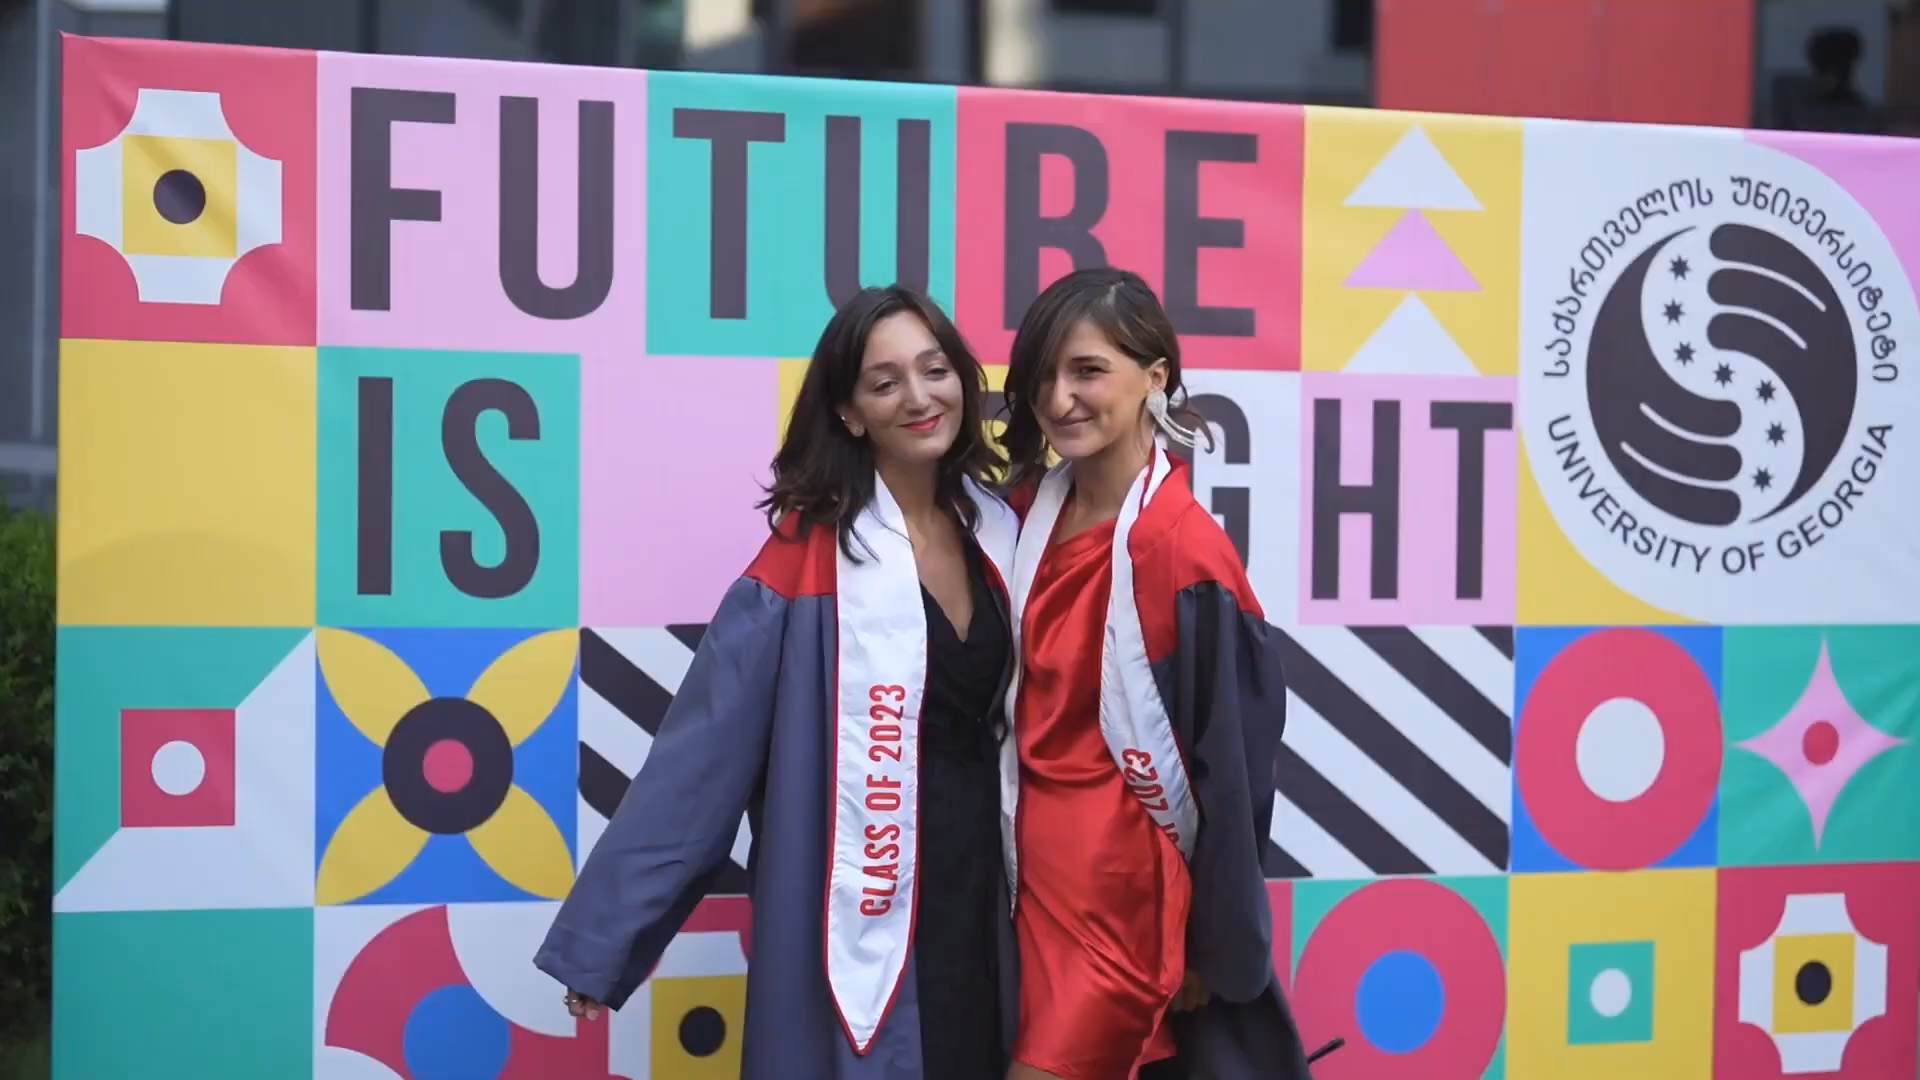 FUTURE
IS
GHT
საქართველოს უნივერსიტეტი
UNIVERSITY OF GEORGIA
CLASS OF 2023
2023